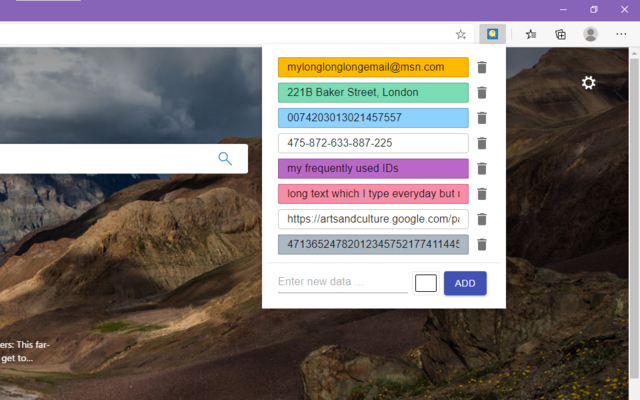 mylonglonglongemail@msn.com
221B Baker Street, London
0074203013021457557
475-872-633-887-225
my frequently used IDs
long text which I type everyday but
https://artsandculture.google.com/pa
47136524782012345752177411445
Enter new data ...
ADD
ers: This far-
get to...